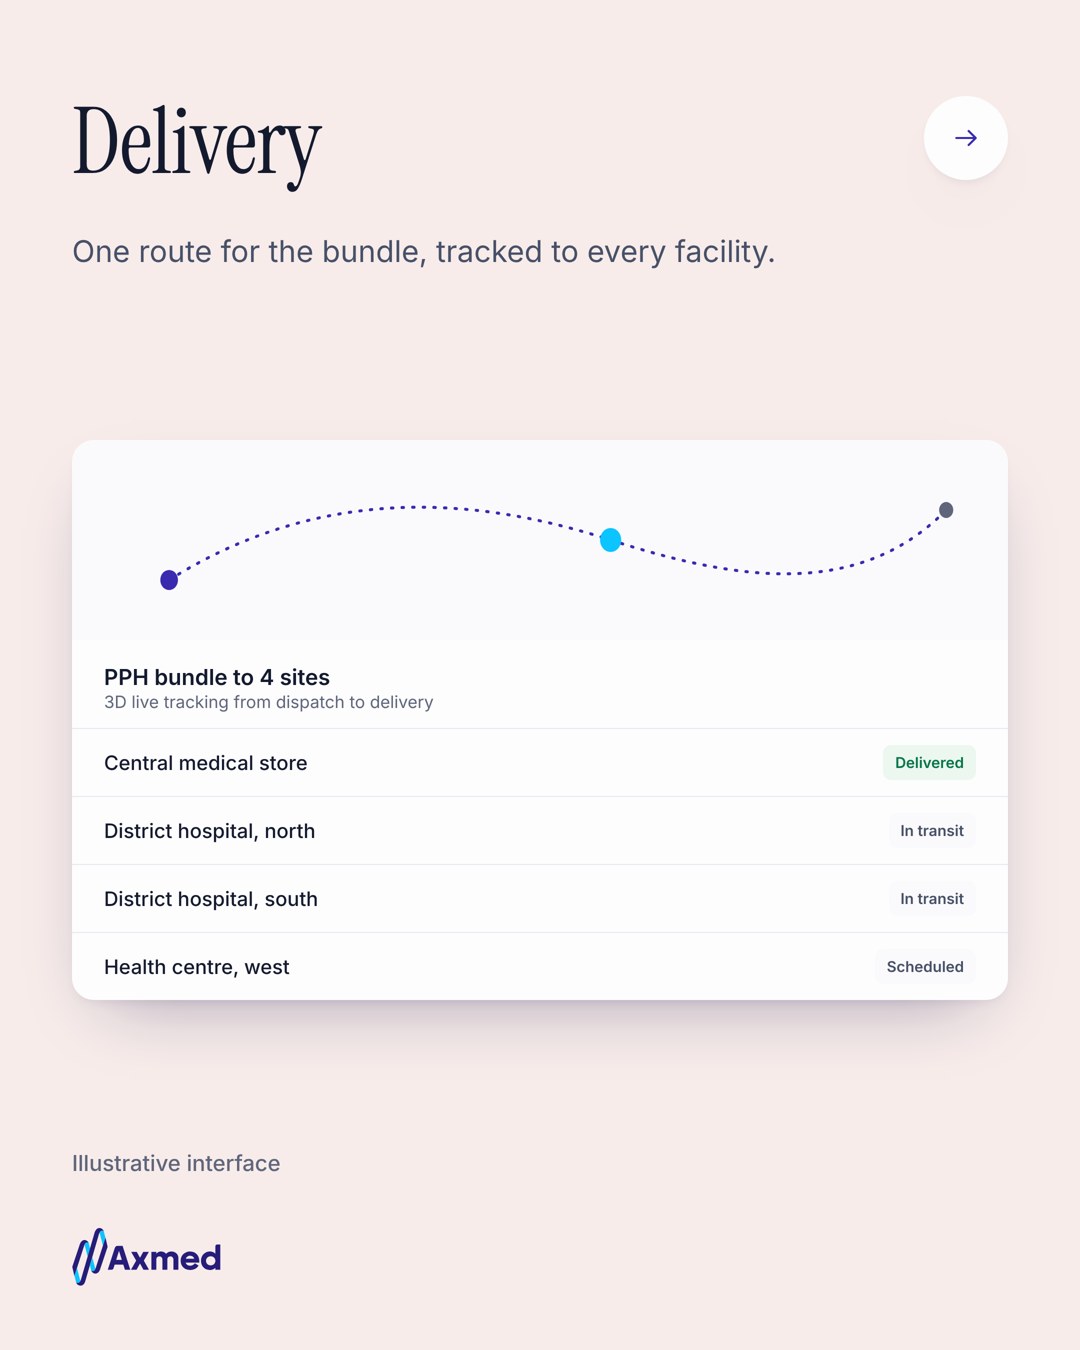 Delivery
One route for the bundle, tracked to every facility.
PPH bundle to 4 sites
3D live tracking from dispatch to delivery
Central medical store
Delivered
District hospital, north
In transit
District hospital, south
In transit
Health centre, west
Scheduled
Illustrative interface
Axmed